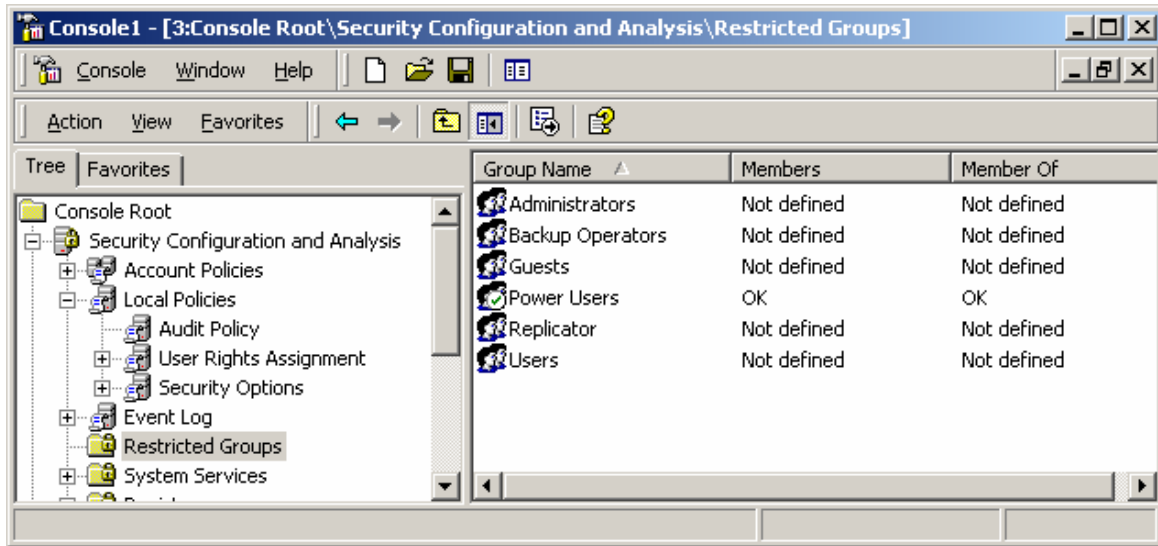 Console1 - [3:Console Root\Security Configuration and Analysis\Restricted Groups]
Console Window Help
Action View Favorites
Tree Favorites
Console Root
Security Configuration and Analysis
Account Policies
Local Policies
Audit Policy
User Rights Assignment
Security Options
Event Log
Restricted Groups
System Services
Group Name Members Member Of
Administrators Not defined Not defined
Backup Operators Not defined Not defined
Guests Not defined Not defined
Power Users OK OK
Replicator Not defined Not defined
Users Not defined Not defined